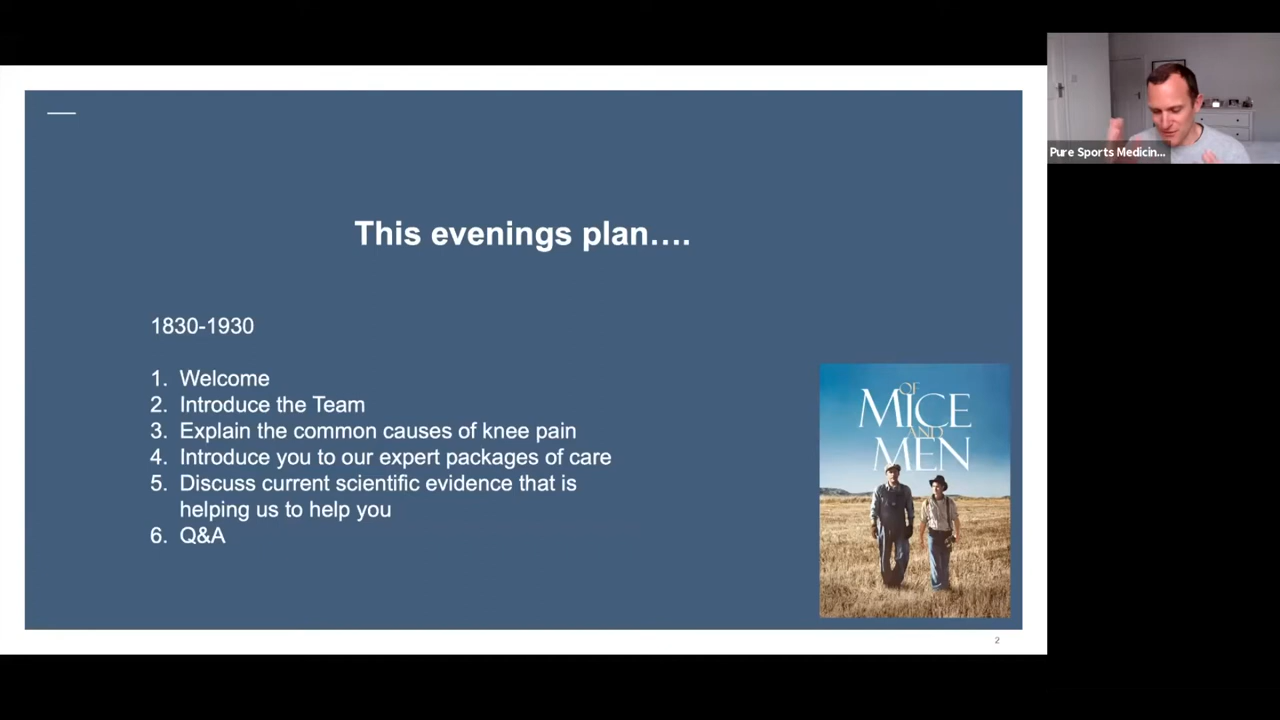 This evenings plan….
1830-1930
1. Welcome
2. Introduce the Team
3. Explain the common causes of knee pain
4. Introduce you to our expert packages of care
5. Discuss current scientific evidence that is
helping us to help you
6. Q&A
OF
MICE
AND
MEN
2
Pure Sports Medicin...